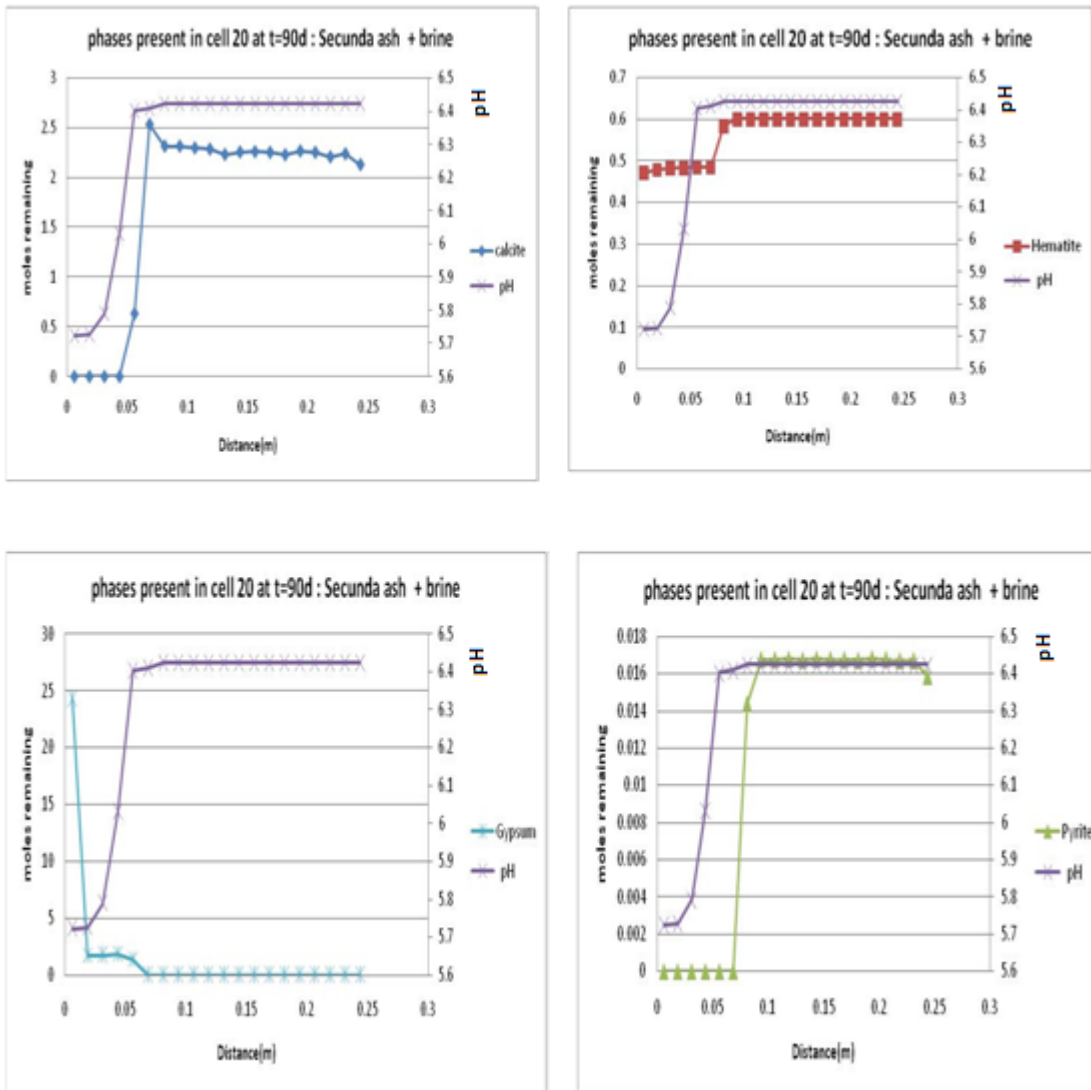 phases present in cell 20 at t=90d : Secunda ash + brine
3
2.5
2
1.5
1
0.5
0
moles remaining
6.5
6.4
6.3
6.2
6.1
6
5.9
5.8
5.7
5.6
pH
0 0.05 0.1 0.15 0.2 0.25 0.3
Distance(m)
calcite
pH
phases present in cell 20 at t=90d : Secunda ash + brine
0.7
0.6
0.5
0.4
0.3
0.2
0.1
0
moles remaining
6.5
6.4
6.3
6.2
6.1
6
5.9
5.8
5.7
5.6
pH
0 0.05 0.1 0.15 0.2 0.25 0.3
Distance(m)
Hematite
pH
phases present in cell 20 at t=90d : Secunda ash + brine
30
25
20
15
10
5
0
moles remaining
6.5
6.4
6.3
6.2
6.1
6
5.9
5.8
5.7
5.6
pH
0 0.05 0.1 0.15 0.2 0.25 0.3
Distance(m)
Gypsum
pH
phases present in cell 20 at t=90d : Secunda ash + brine
0.018
0.016
0.014
0.012
0.01
0.008
0.006
0.004
0.002
0
moles remaining
6.5
6.4
6.3
6.2
6.1
6
5.9
5.8
5.7
5.6
pH
0 0.05 0.1 0.15 0.2 0.25 0.3
Distance(m)
Pyrite
pH